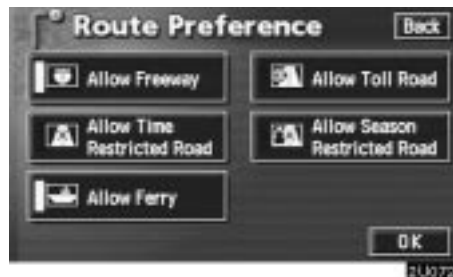 Route Preference Back
Allow Freeway Allow Toll Road
Allow Time Allow Season
Restricted Road Restricted Road
Allow Ferry
OK